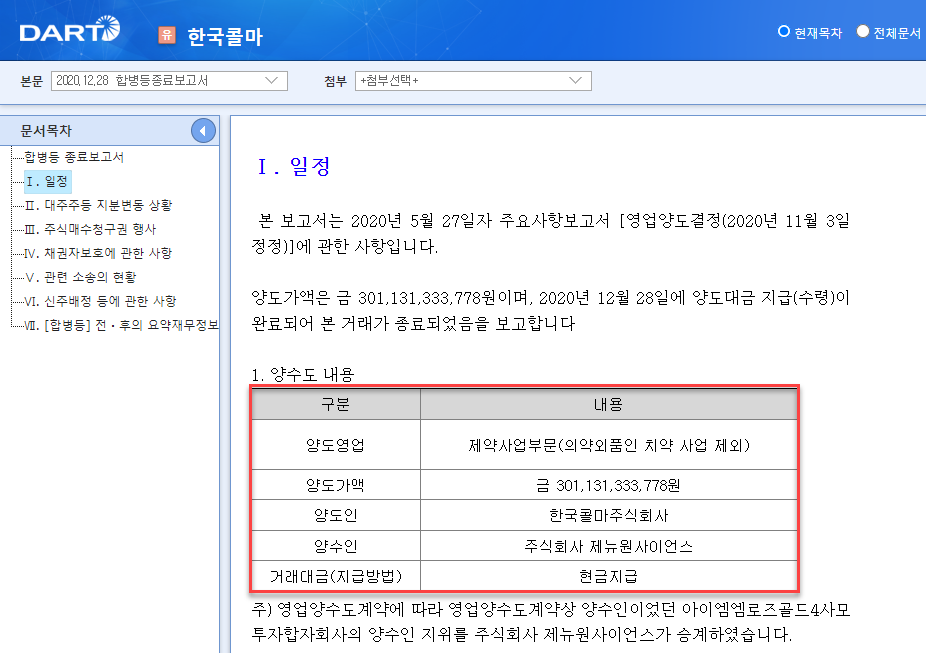 DART 유 한국콜마 현재목차 전체문서
본문 2020.12.28 합병등종료보고서 첨부 +첨부선택+
문서목차
합병등 종료보고서
Ⅰ. 일정
Ⅱ. 대주주등 지분변동 상황
Ⅲ. 주식매수청구권 행사
Ⅳ. 채권자보호에 관한 사항
Ⅴ. 관련 소송의 현황
Ⅵ. 신주배정 등에 관한 사항
Ⅶ. [합병등] 전ㆍ후의 요약재무정보
Ⅰ. 일정
본 보고서는 2020년 5월 27일자 주요사항보고서 [영업양도결정(2020년 11월 3일
정정)]에 관한 사항입니다.
양도가액은 금 301,131,333,778원이며, 2020년 12월 28일에 양도대금 지급(수령)이
완료되어 본 거래가 종료되었음을 보고합니다
1. 양수도 내용
구분 내용
양도영업 제약사업부문(의약외품인 치약 사업 제외)
양도가액 금 301,131,333,778원
양도인 한국콜마주식회사
양수인 주식회사 제뉴원사이언스
거래대금(지급방법) 현금지급
주) 영업양수도계약에 따라 영업양수도계약상 양수인이었던 아이엠엠로즈골드4사모
투자합자회사의 양수인 지위를 주식회사 제뉴원사이언스가 승계하였습니다.